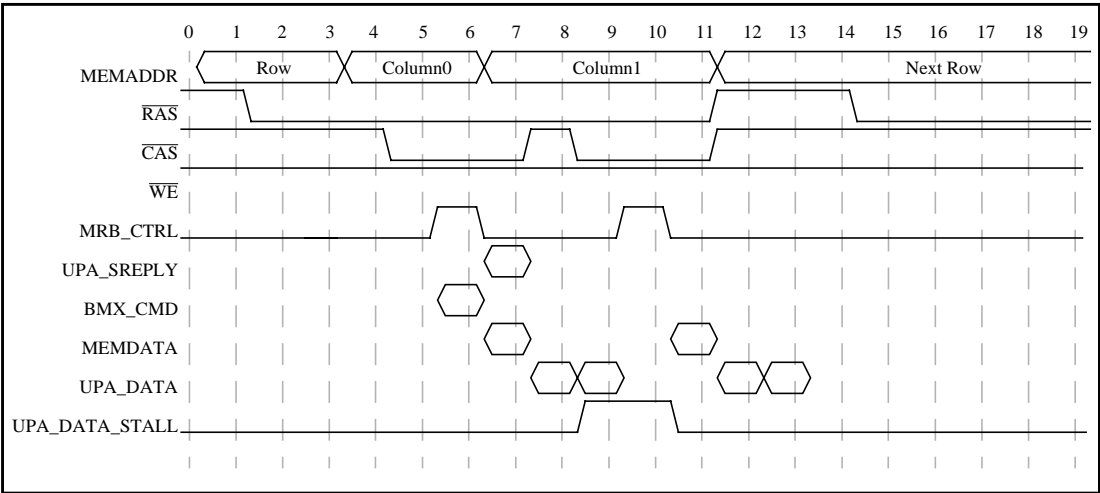 0 1 2 3 4 5 6 7 8 9 10 11 12 13 14 15 16 17 18 19
MEMADDR Row Column0 Column1 Next Row
RAS
CAS
WE
MRB_CTRL
UPA_SREPLY
BMX_CMD
MEMDATA
UPA_DATA
UPA_DATA_STALL